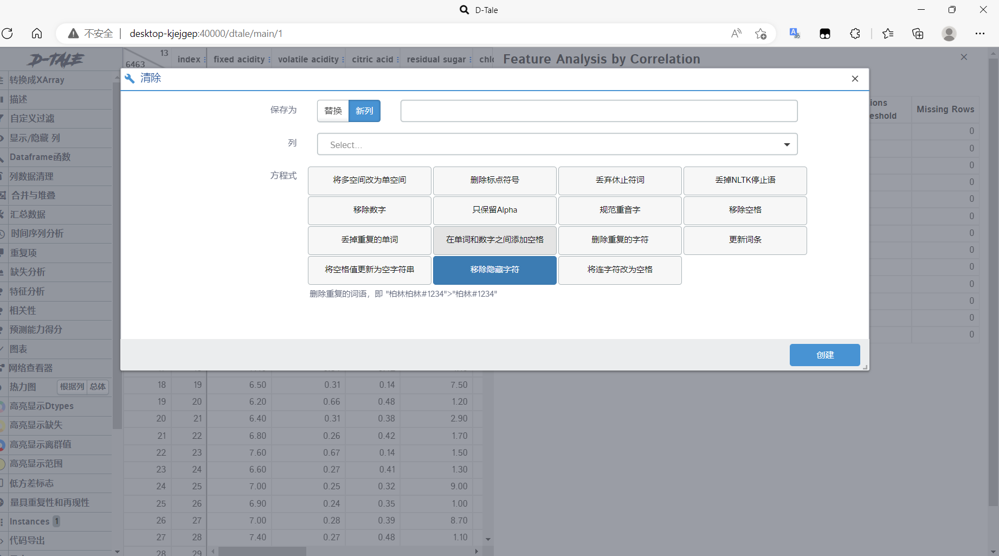 D-Tale
不安全 | desktop-kjejgep:40000/dtale/main/1
D-TALE
13
6463
index
fixed acidity
volatile acidity
citric acid
residual sugar
chlo
Feature Analysis by Correlation
转换成XArray
描述
自定义过滤
显示/隐藏 列
Dataframe函数
列数据清理
合并与堆叠
汇总数据
时间序列分析
重复项
缺失分析
特征分析
相关性
预测能力得分
图表
网络查看器
热力图 根据列 总体
高亮显示Dtypes
高亮显示缺失
高亮显示离群值
高亮显示范围
低方差标志
量具重复性和再现性
Instances 1
代码导出
清除
保存为 替换 新列
列 Select...
方程式
将多空间改为单空间 删除标点符号 丢弃休止符词 丢掉NLTK停止语
移除数字 只保留Alpha 规范重音字 移除空格
丢掉重复的单词 在单词和数字之间添加空格 删除重复的字符 更新词条
将空格值更新为空字符串 移除隐藏字符 将连字符改为空格
删除重复的词语，即 "柏林柏林#1234">"柏林#1234"
创建
ions
eshold
Missing Rows
0
0
0
0
0
0
0
0
0
0
0
0
0
18 19 6.50 0.31 0.14 7.50
19 20 6.20 0.66 0.48 1.20
20 21 6.40 0.31 0.38 2.90
21 22 6.80 0.26 0.42 1.70
22 23 7.60 0.67 0.14 1.50
23 24 6.60 0.27 0.41 1.30
24 25 7.00 0.25 0.32 9.00
25 26 6.90 0.24 0.35 1.00
26 27 7.00 0.28 0.39 8.70
27 28 7.40 0.27 0.48 1.10
28 29